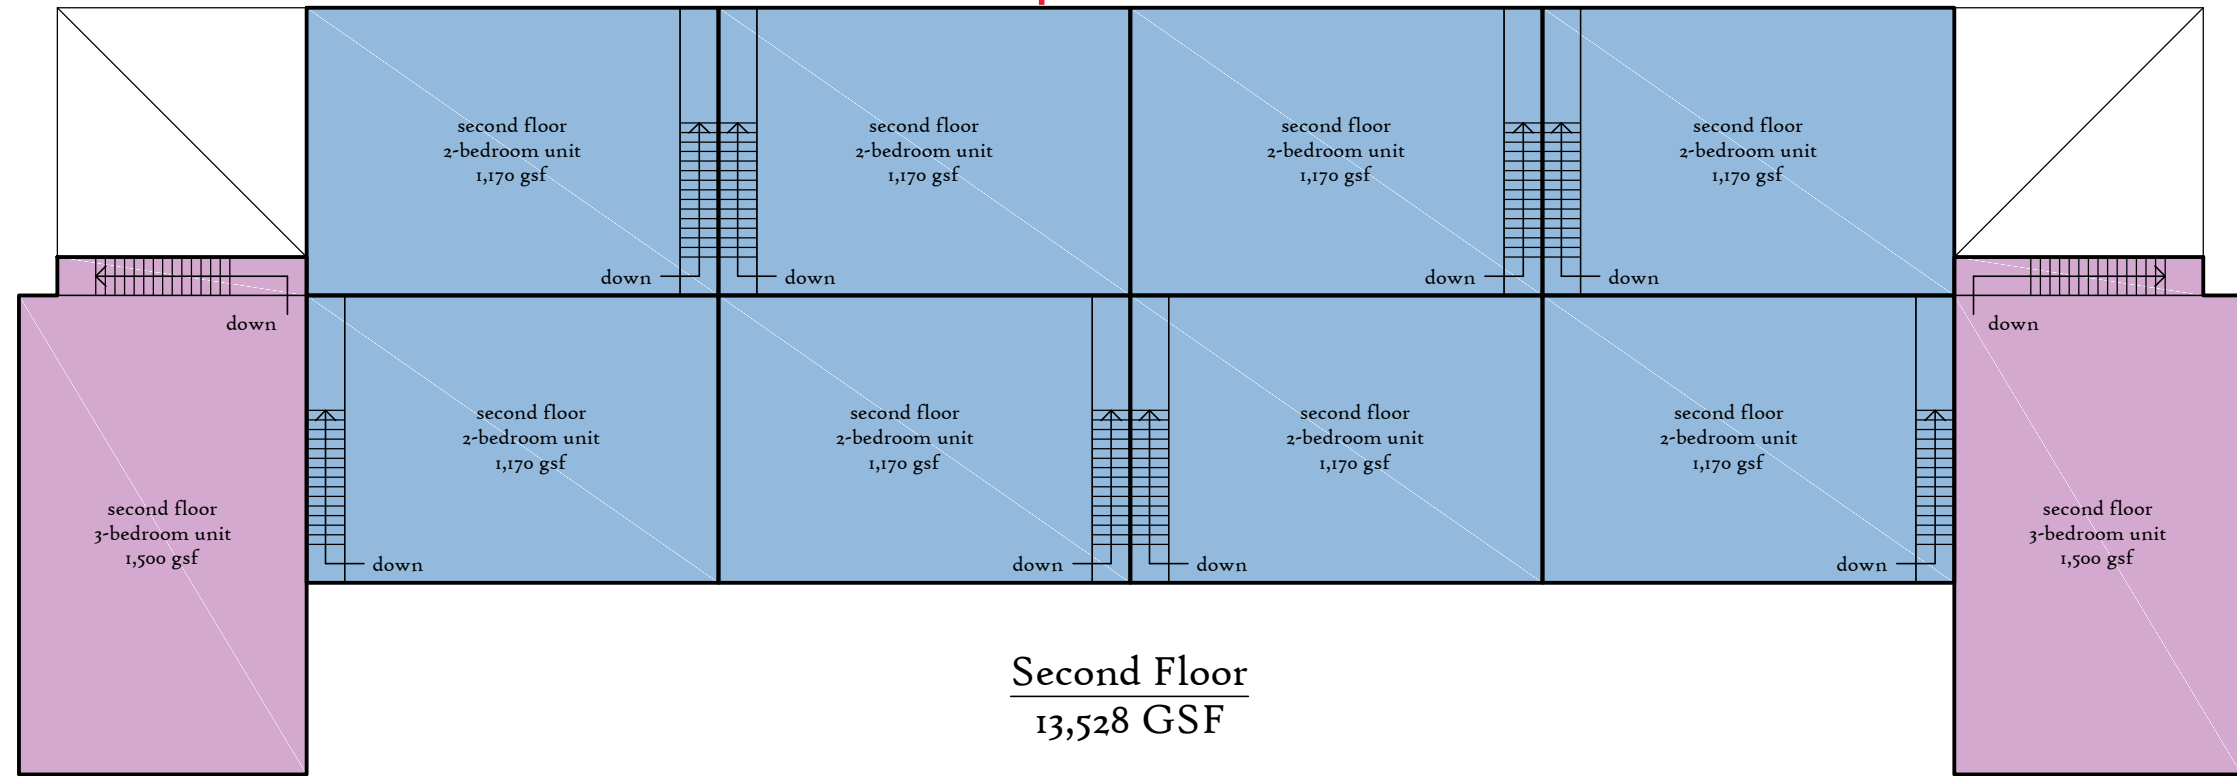 second floor
2-bedroom unit
1,170 gsf
second floor
2-bedroom unit
1,170 gsf
second floor
2-bedroom unit
1,170 gsf
second floor
2-bedroom unit
1,170 gsf
down
down
down
down
down
down
second floor
2-bedroom unit
1,170 gsf
second floor
2-bedroom unit
1,170 gsf
second floor
2-bedroom unit
1,170 gsf
second floor
2-bedroom unit
1,170 gsf
second floor
3-bedroom unit
1,500 gsf
second floor
3-bedroom unit
1,500 gsf
down
down
down
down
Second Floor
13,528 GSF